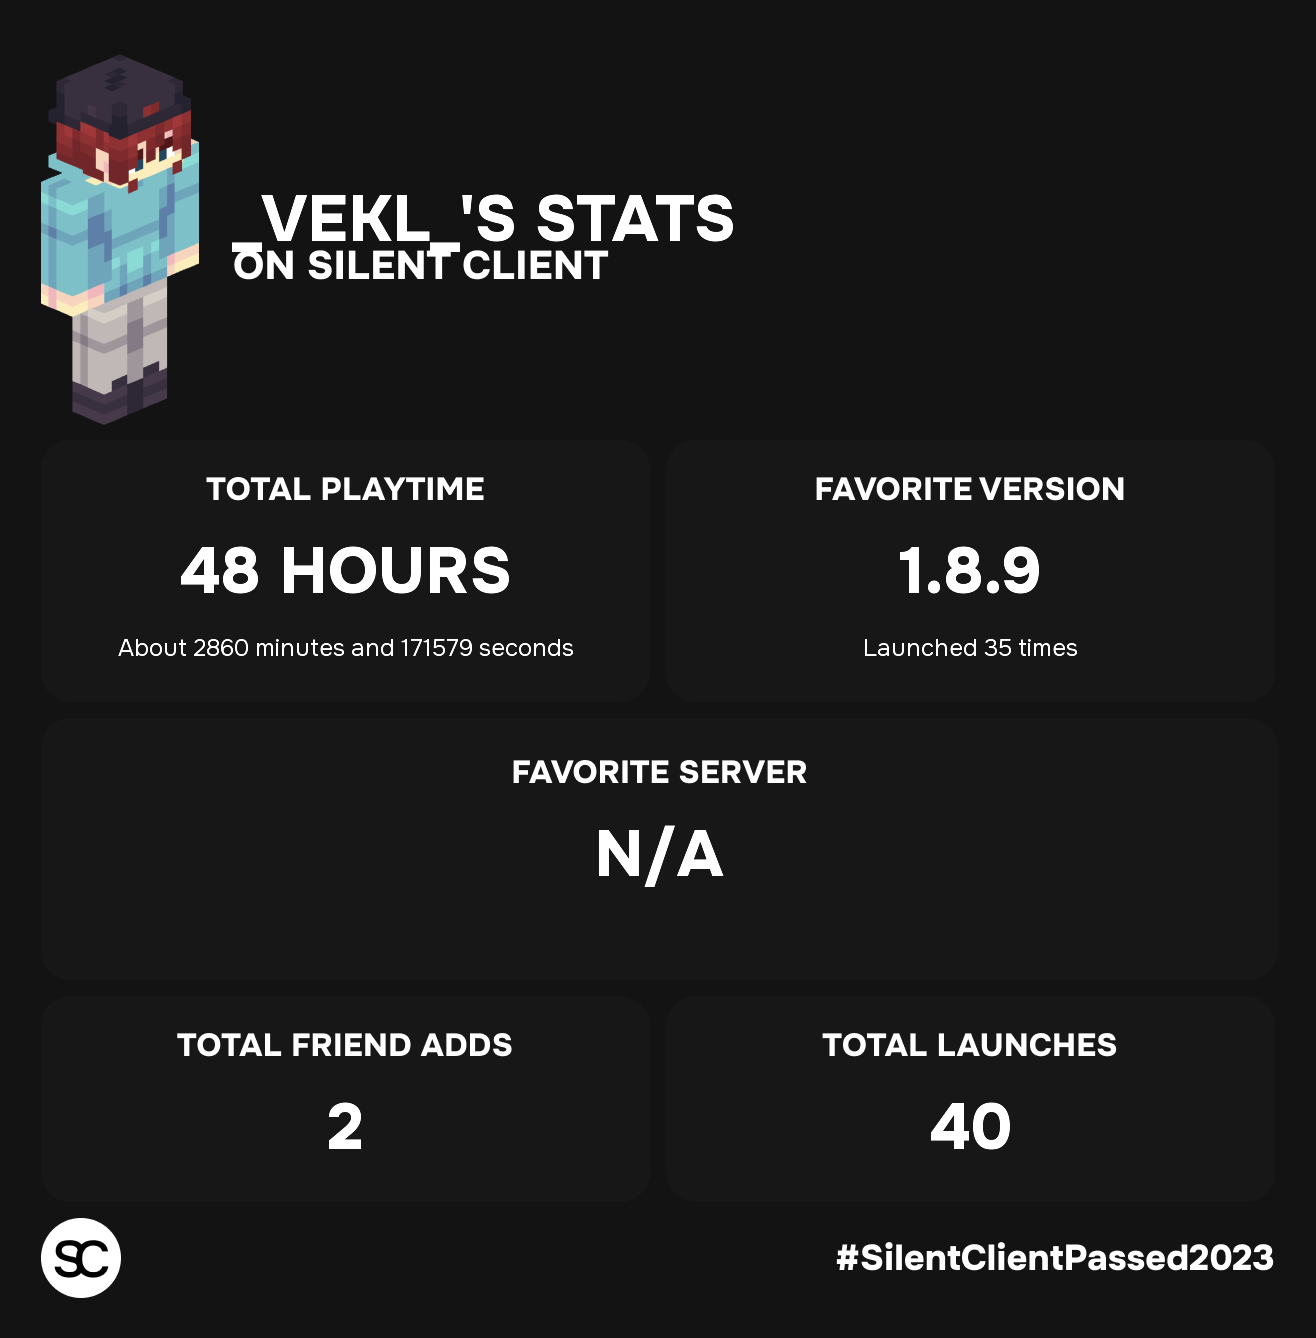 _VEKL_'S STATS
ON SILENT CLIENT
TOTAL PLAYTIME
48 HOURS
About 2860 minutes and 171579 seconds
FAVORITE VERSION
1.8.9
Launched 35 times
FAVORITE SERVER
N/A
TOTAL FRIEND ADDS
2
TOTAL LAUNCHES
40
SC
#SilentClientPassed2023